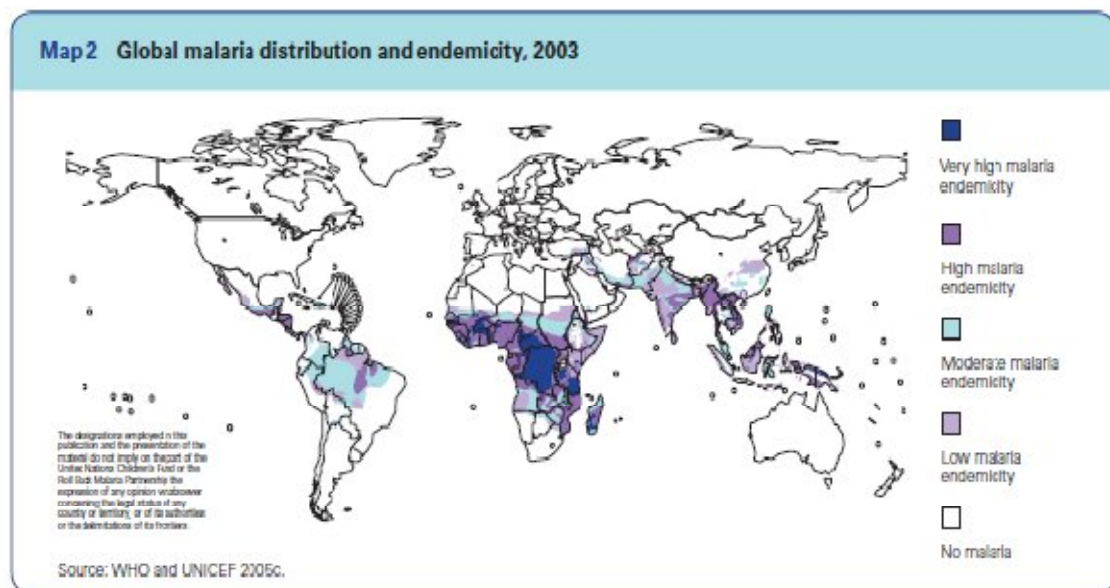 Map 2 Global malaria distribution and endemicity, 2003
Very high malaria
endemicity
High malaria
endemicity
Moderate malaria
endemicity
Low malaria
endemicity
No malaria
The designations employed in this
publication and the presentation of the
material do not imply on the part of the
United Nations Children's Fund or the
Roll Back Malaria Partnership the
expression of any opinion whatsoever
concerning the legal status of any
country or territory, or of its authorities
or the delimitations of its frontiers.
Source: WHO and UNICEF 2005c.